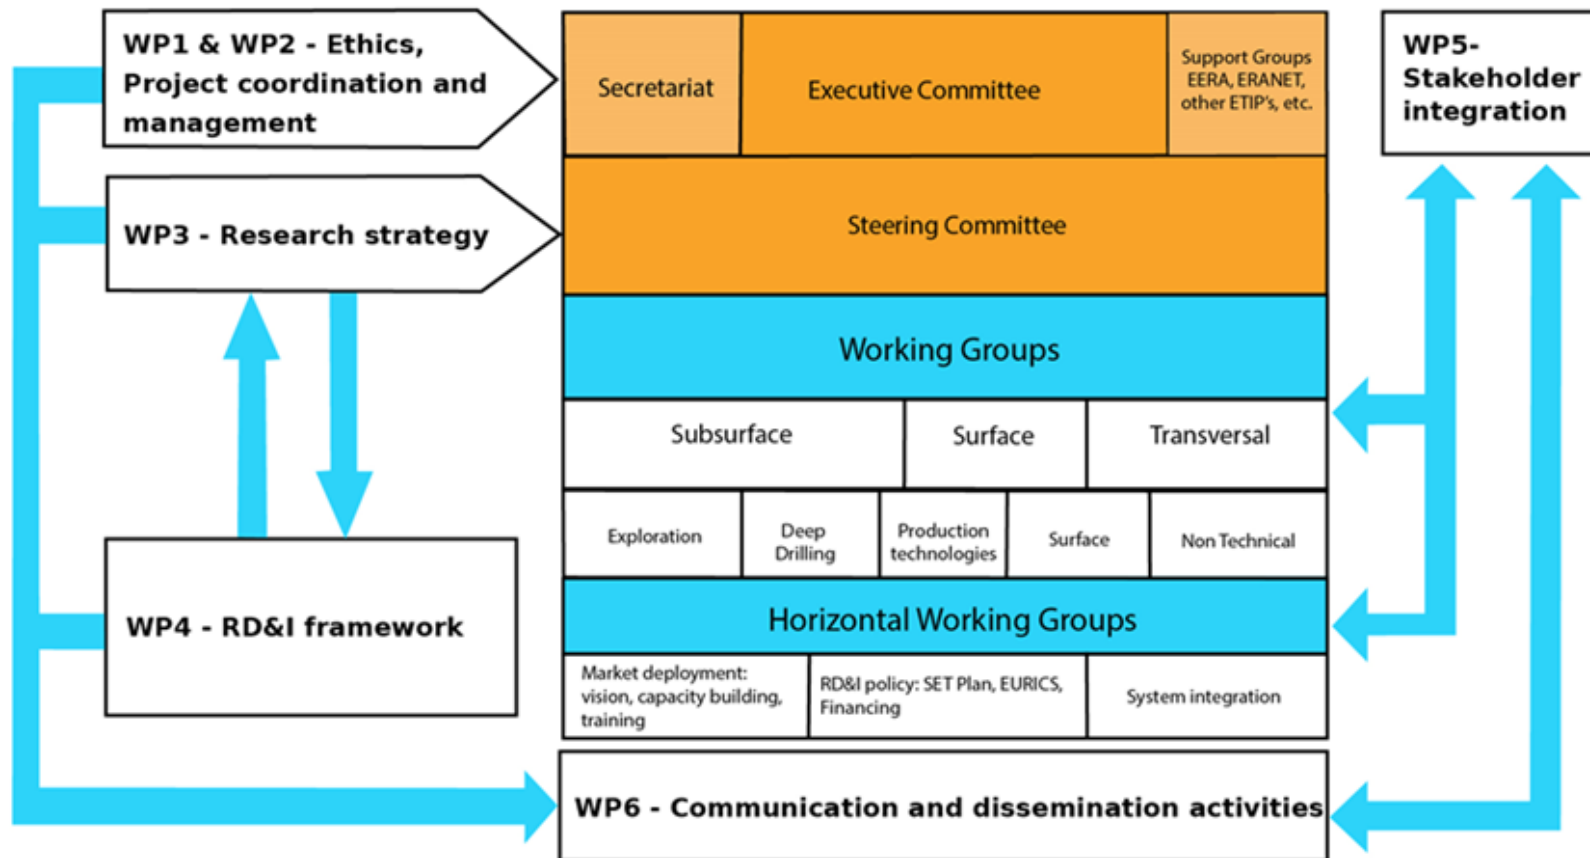 WP1 & WP2 - Ethics,
Project coordination and
management
Secretariat
Executive Committee
Support Groups
EERA, ERANET,
other ETIP's, etc.
WP5-
Stakeholder
integration
WP3 - Research strategy
Steering Committee
Working Groups
Subsurface
Surface
Transversal
Exploration
Deep
Drilling
Production
technologies
Surface
Non Technical
WP4 - RD&I framework
Horizontal Working Groups
Market deployment:
vision, capacity building,
training
RD&I policy: SET Plan, EURICS,
Financing
System integration
WP6 - Communication and dissemination activities